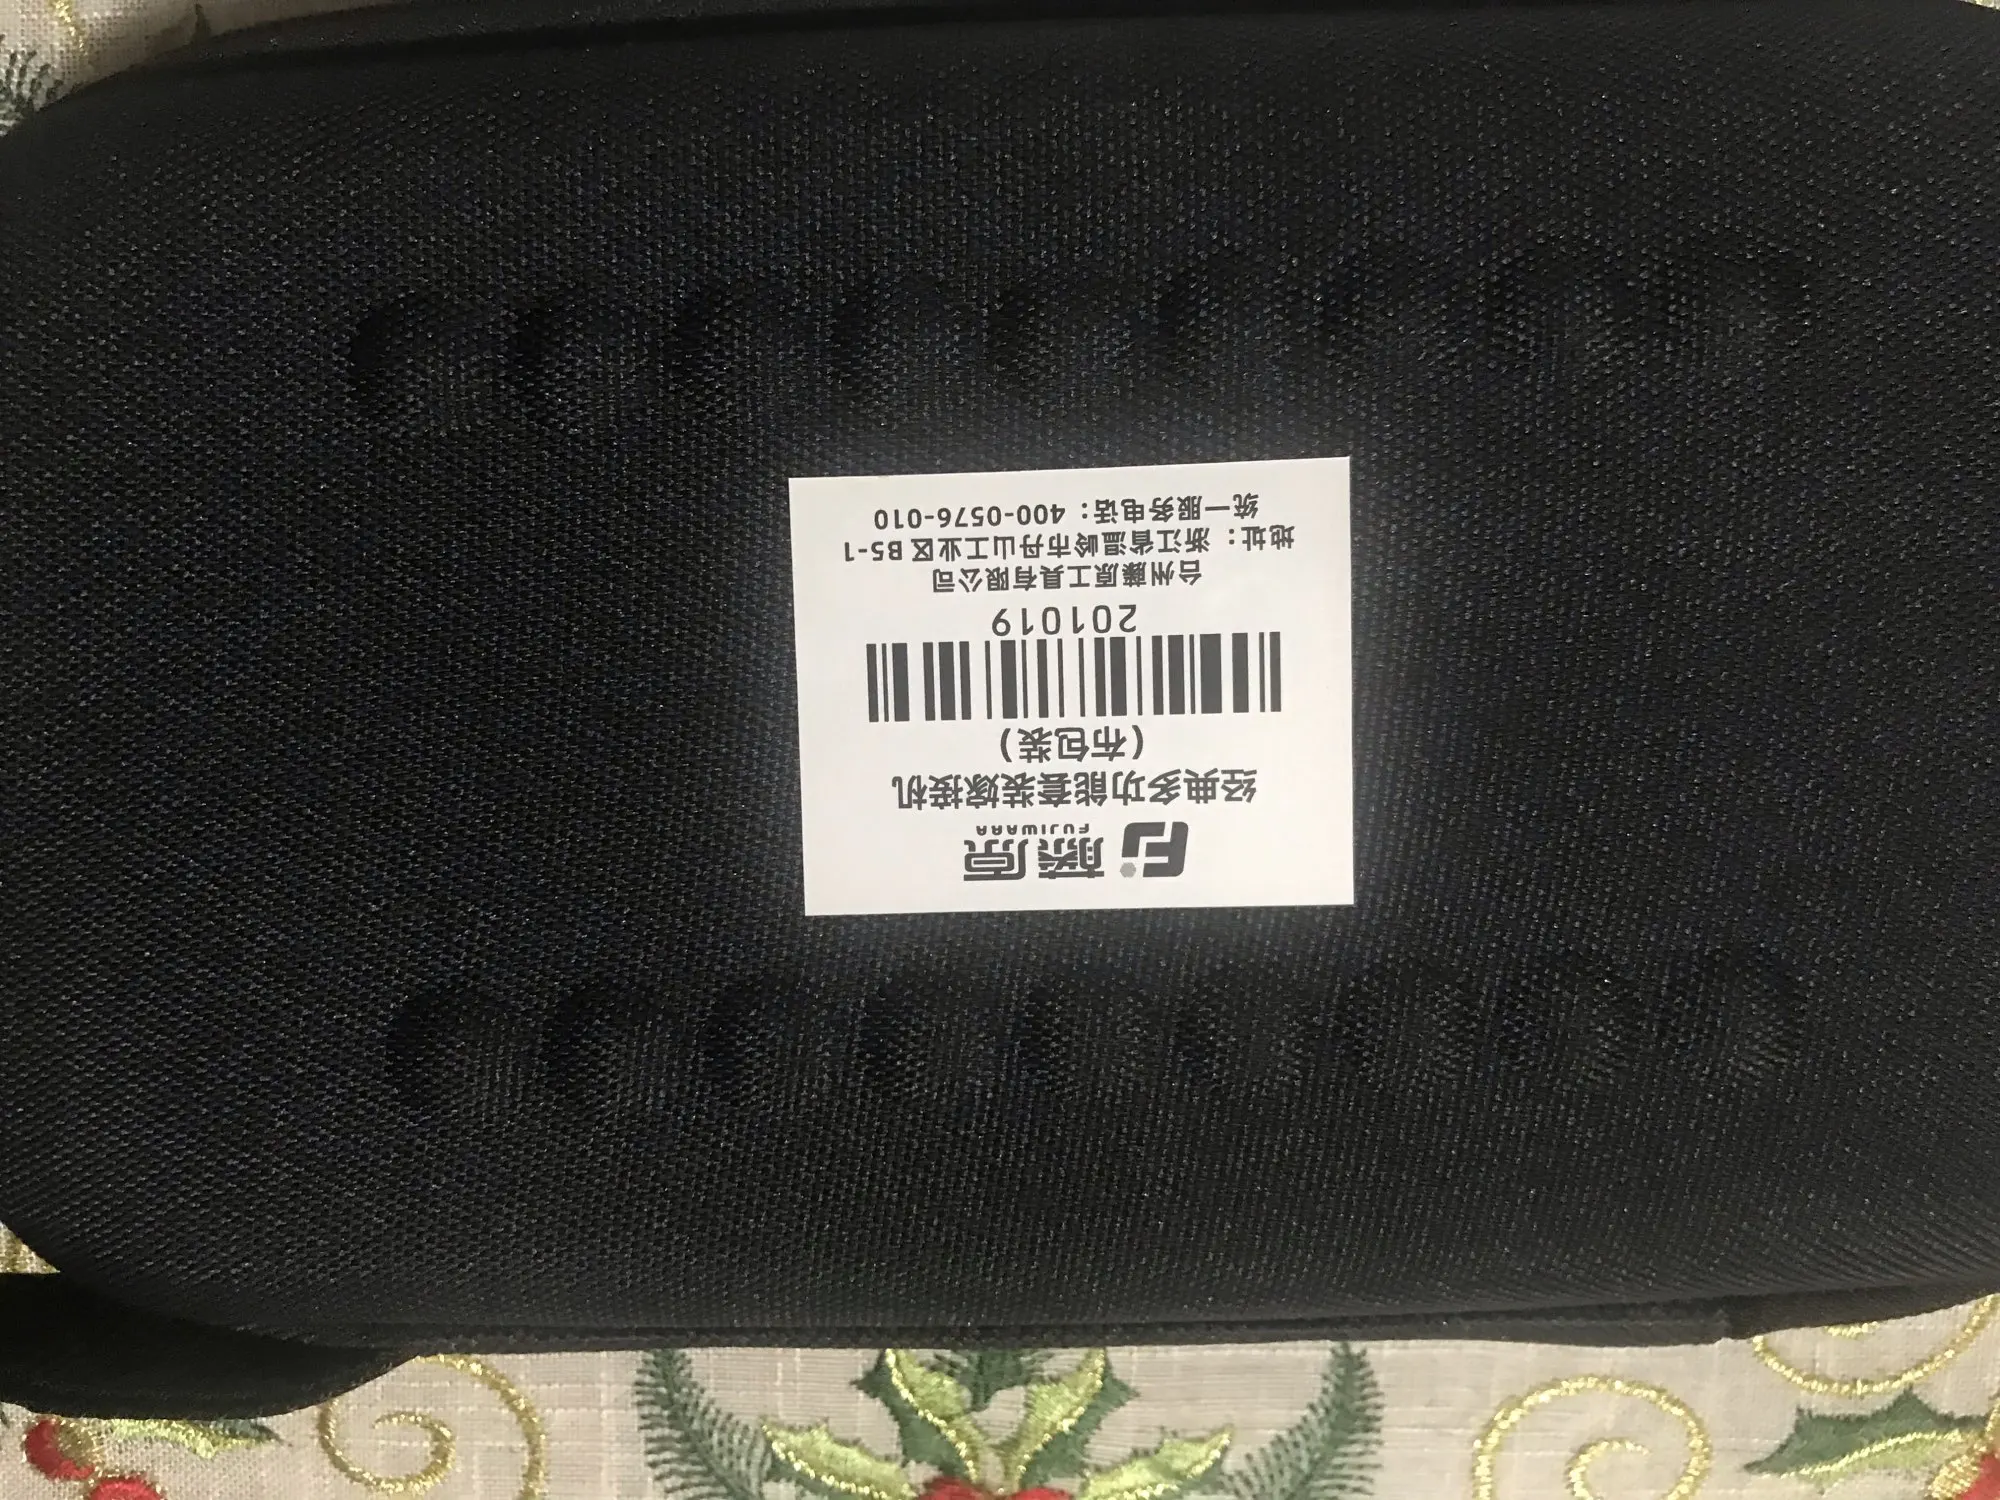 FJ 藤原
FUJIWAAA
经典多功能套装嫁接机
(布包装)
201019
台州藤原工具有限公司
地址：浙江省温岭市丹山工业区 B5-1
统一服务电话：400-0576-010